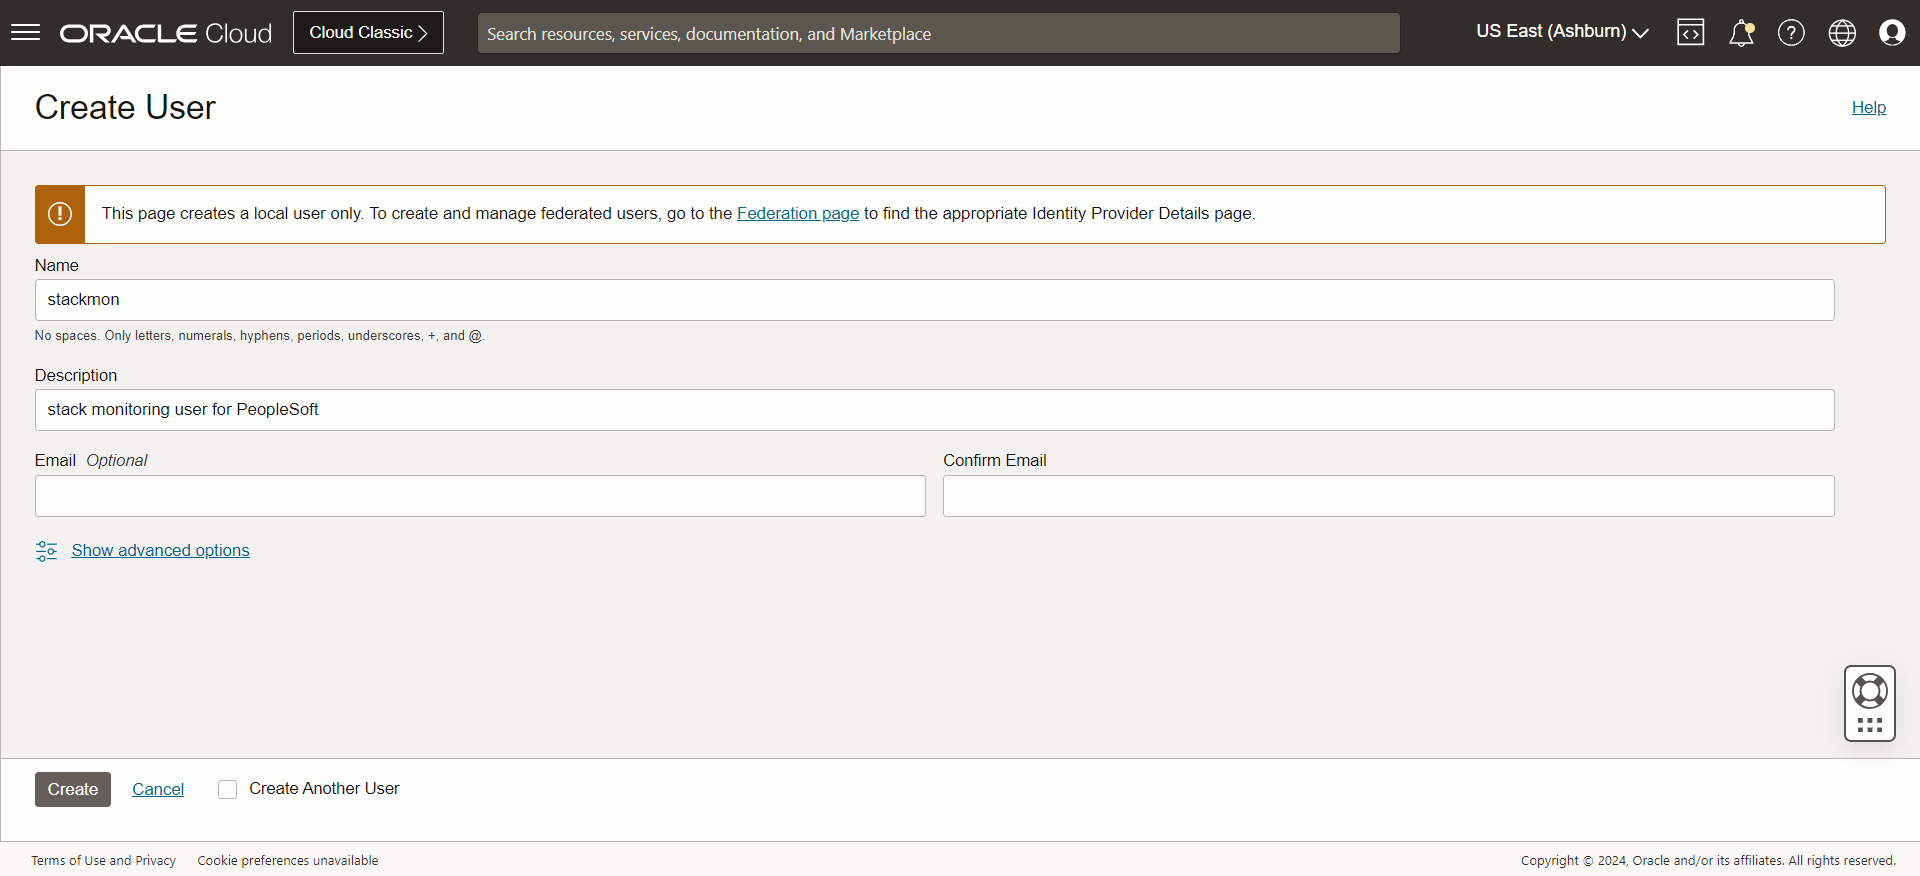 ORACLE Cloud
Cloud Classic
Search resources, services, documentation, and Marketplace
US East (Ashburn)
Create User
Help
This page creates a local user only. To create and manage federated users, go to the Federation page to find the appropriate Identity Provider Details page.
Name
stackmon
No spaces. Only letters, numerals, hyphens, periods, underscores, +, and @.
Description
stack monitoring user for PeopleSoft
Email Optional
Confirm Email
Show advanced options
Create
Cancel
Create Another User
Terms of Use and Privacy
Cookie preferences unavailable
Copyright © 2024, Oracle and/or its affiliates. All rights reserved.